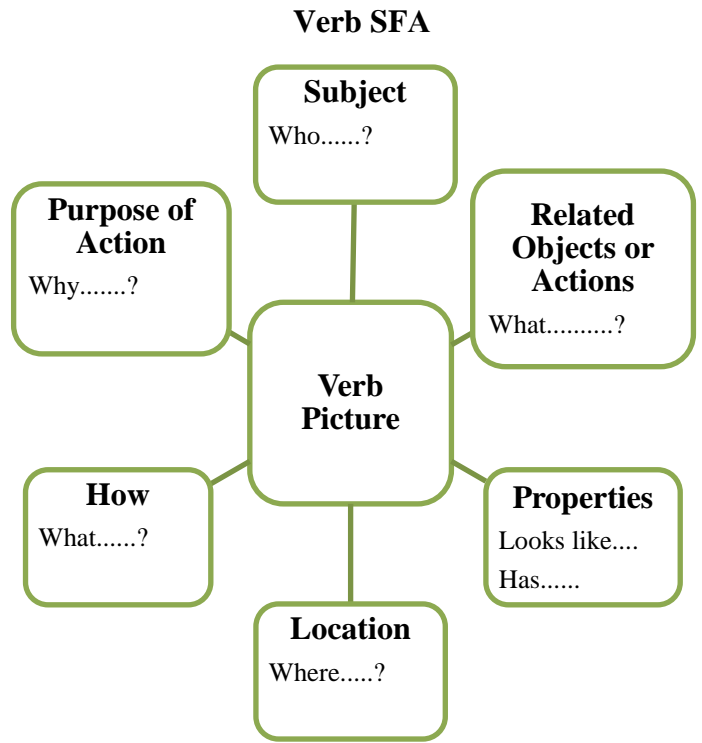 Verb SFA
Subject
Who......?
Purpose of
Action
Why.......?
Related
Objects or
Actions
What..........?
Verb
Picture
How
What......?
Properties
Looks like....
Has......
Location
Where.....?